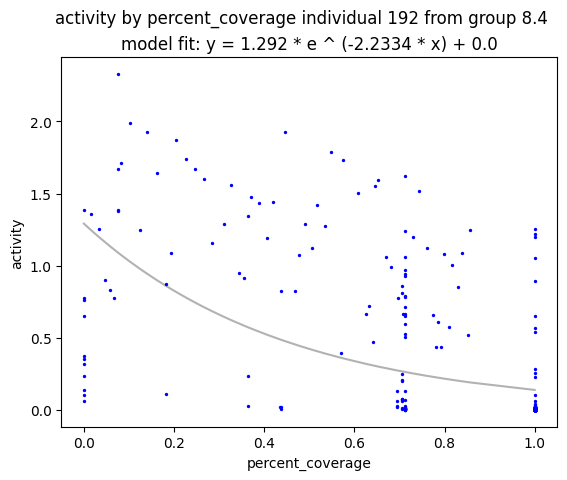 activity by percent_coverage individual 192 from group 8.4
model fit: y = 1.292 * e ^ (-2.2334 * x) + 0.0
2.0
1.5
1.0
0.5
0.0
activity
0.0 0.2 0.4 0.6 0.8 1.0
percent_coverage